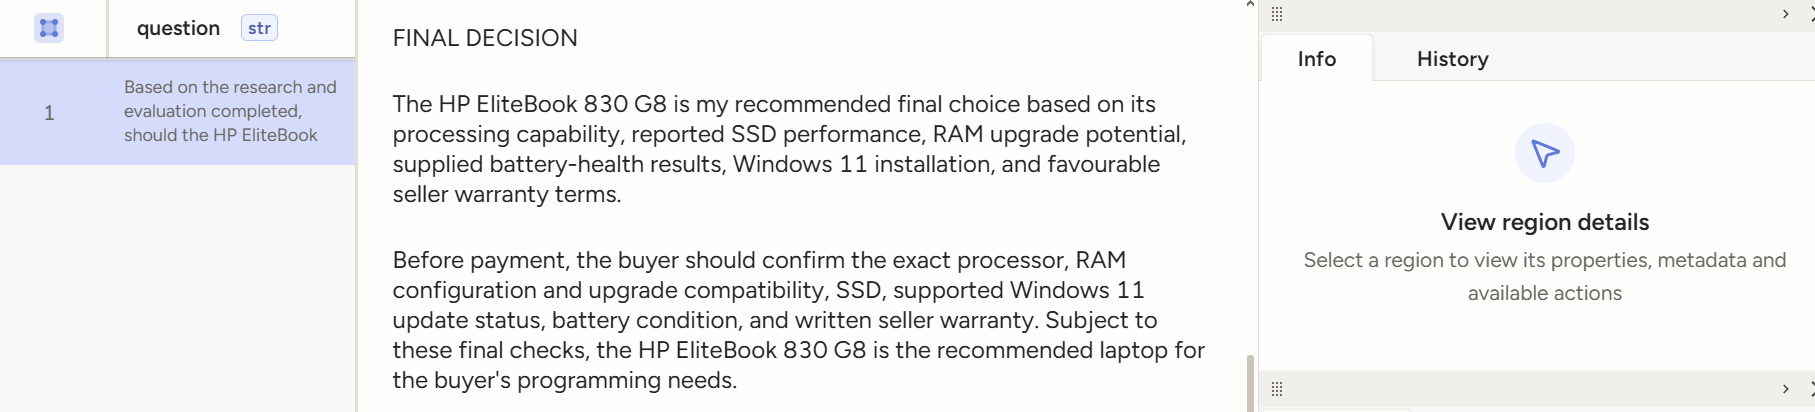 question str
1
Based on the research and
evaluation completed,
should the HP EliteBook
FINAL DECISION
The HP EliteBook 830 G8 is my recommended final choice based on its
processing capability, reported SSD performance, RAM upgrade potential,
supplied battery-health results, Windows 11 installation, and favourable
seller warranty terms.
Before payment, the buyer should confirm the exact processor, RAM
configuration and upgrade compatibility, SSD, supported Windows 11
update status, battery condition, and written seller warranty. Subject to
these final checks, the HP EliteBook 830 G8 is the recommended laptop for
the buyer's programming needs.
Info History
View region details
Select a region to view its properties, metadata and
available actions